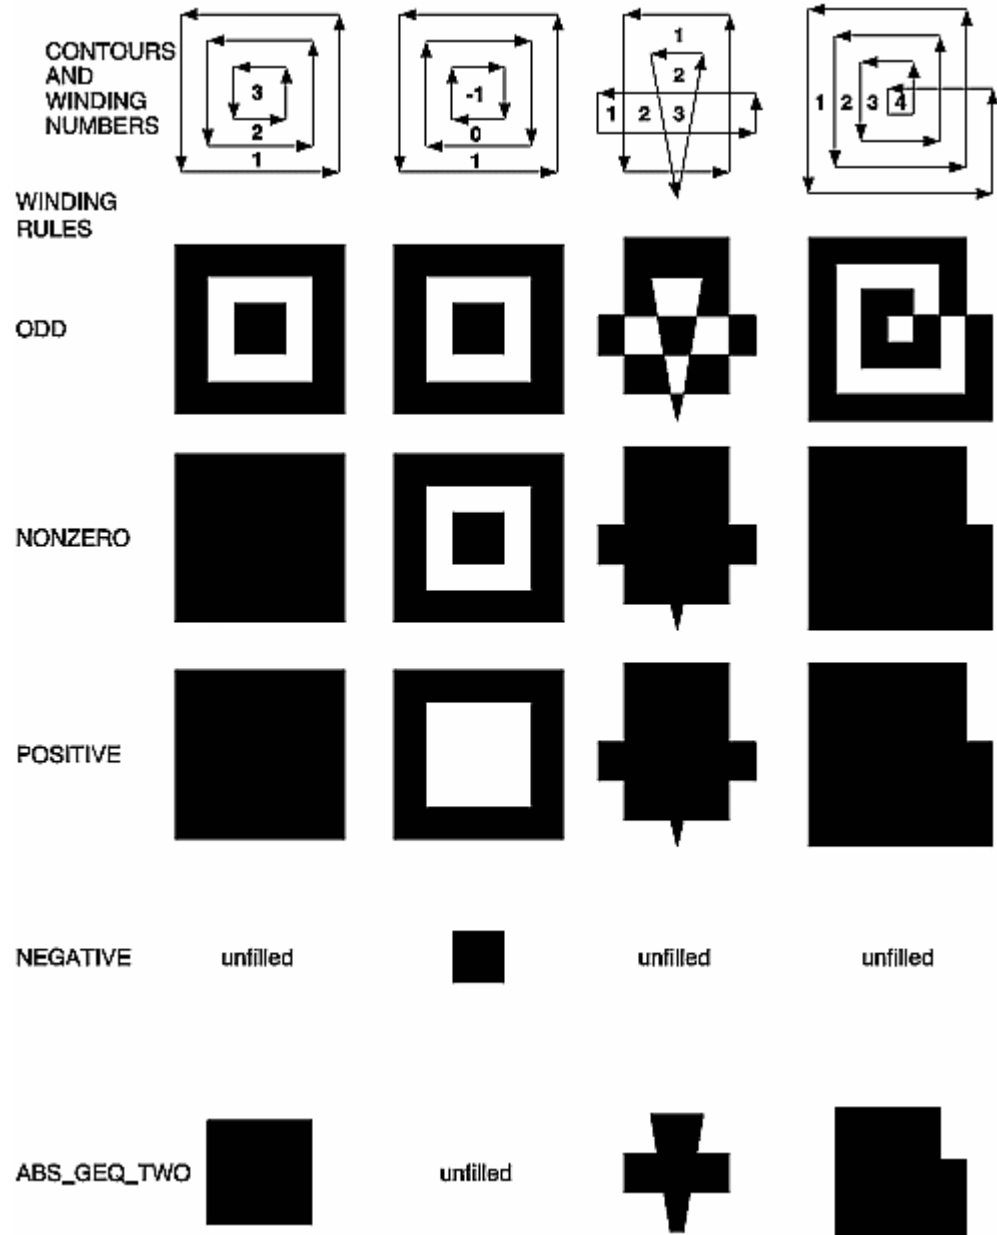 CONTOURS
AND
WINDING
NUMBERS
3
2
1
-1
0
1
1
2
1 2 3
1 2 3 4
WINDING
RULES
ODD
NONZERO
POSITIVE
NEGATIVE unfilled unfilled unfilled
ABS_GEQ_TWO unfilled